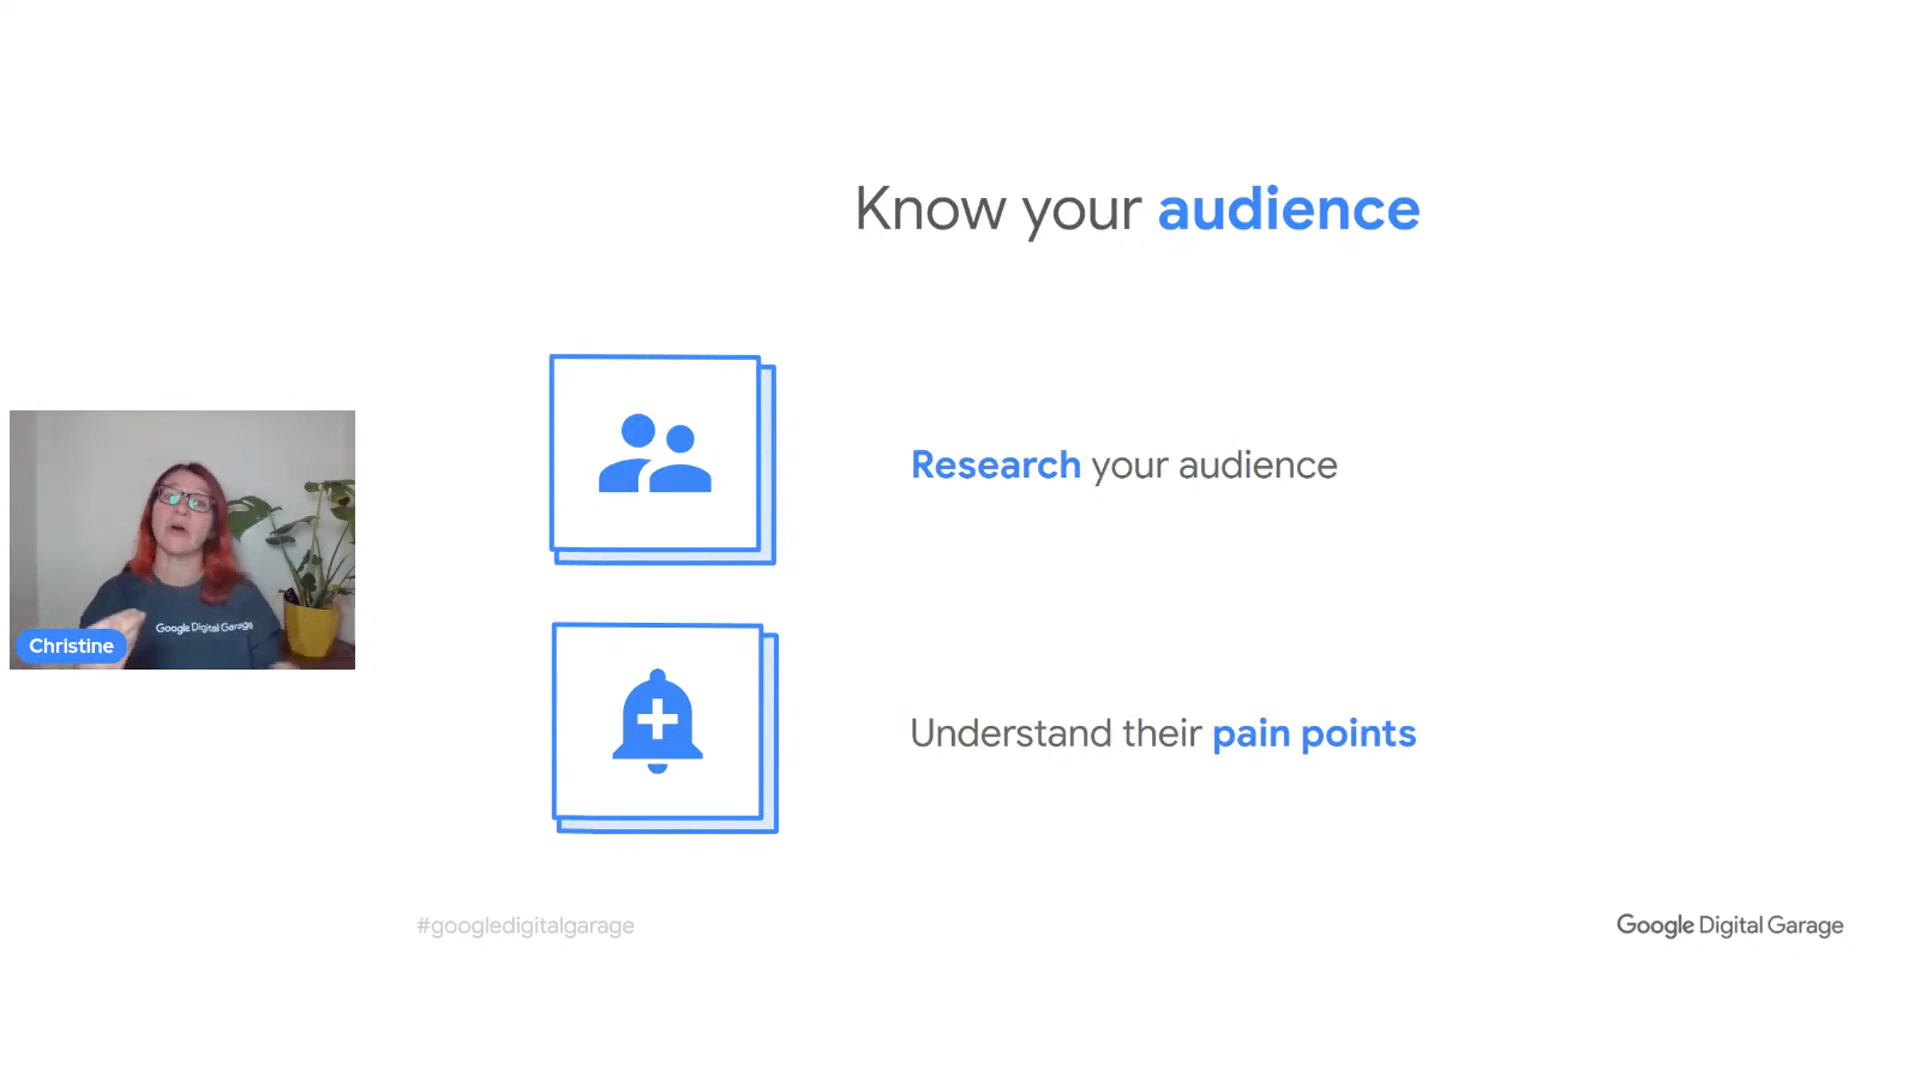 Know your audience
Research your audience
Google Digital Garage
Christine
Understand their pain points
#googledigitalgarage
Google Digital Garage